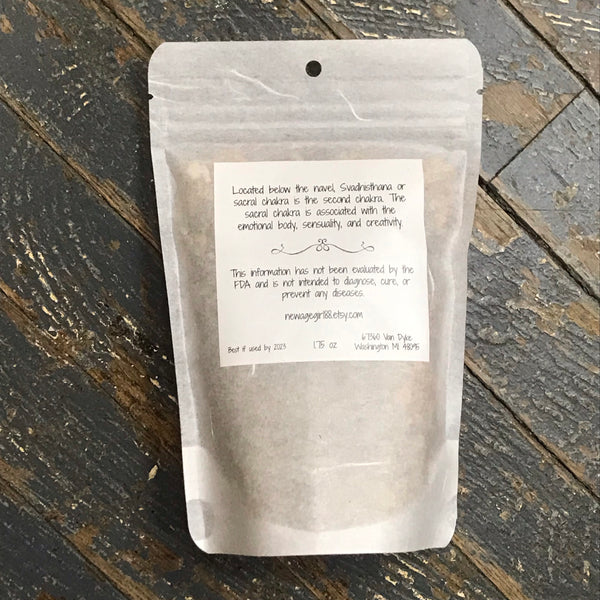 Located below the navel, Svadhisthana or
sacral chakra is the second chakra. The
sacral chakra is associated with the
emotional body, sensuality, and creativity.
This information has not been evaluated by the
FDA and is not intended to diagnose, cure, or
prevent any diseases.
newagegirl88.etsy.com
Best if used by 2023
1.75 oz
67360 Van Dyke
Washington MI 48095